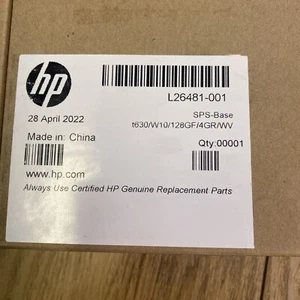 hp
L26481-001
28 April 2022
SPS-Base
t630/W10/128GF/4GR/WV
Made in: China
Qty:00001
www.hp.com
Always Use Certified HP Genuine Replacement Parts